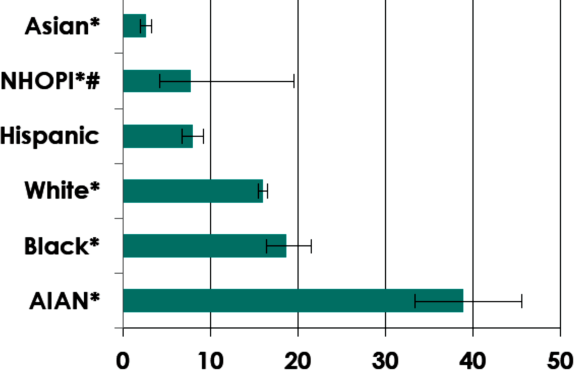 Asian*
NHOPI*#
Hispanic
White*
Black*
AIAN*
0 10 20 30 40 50